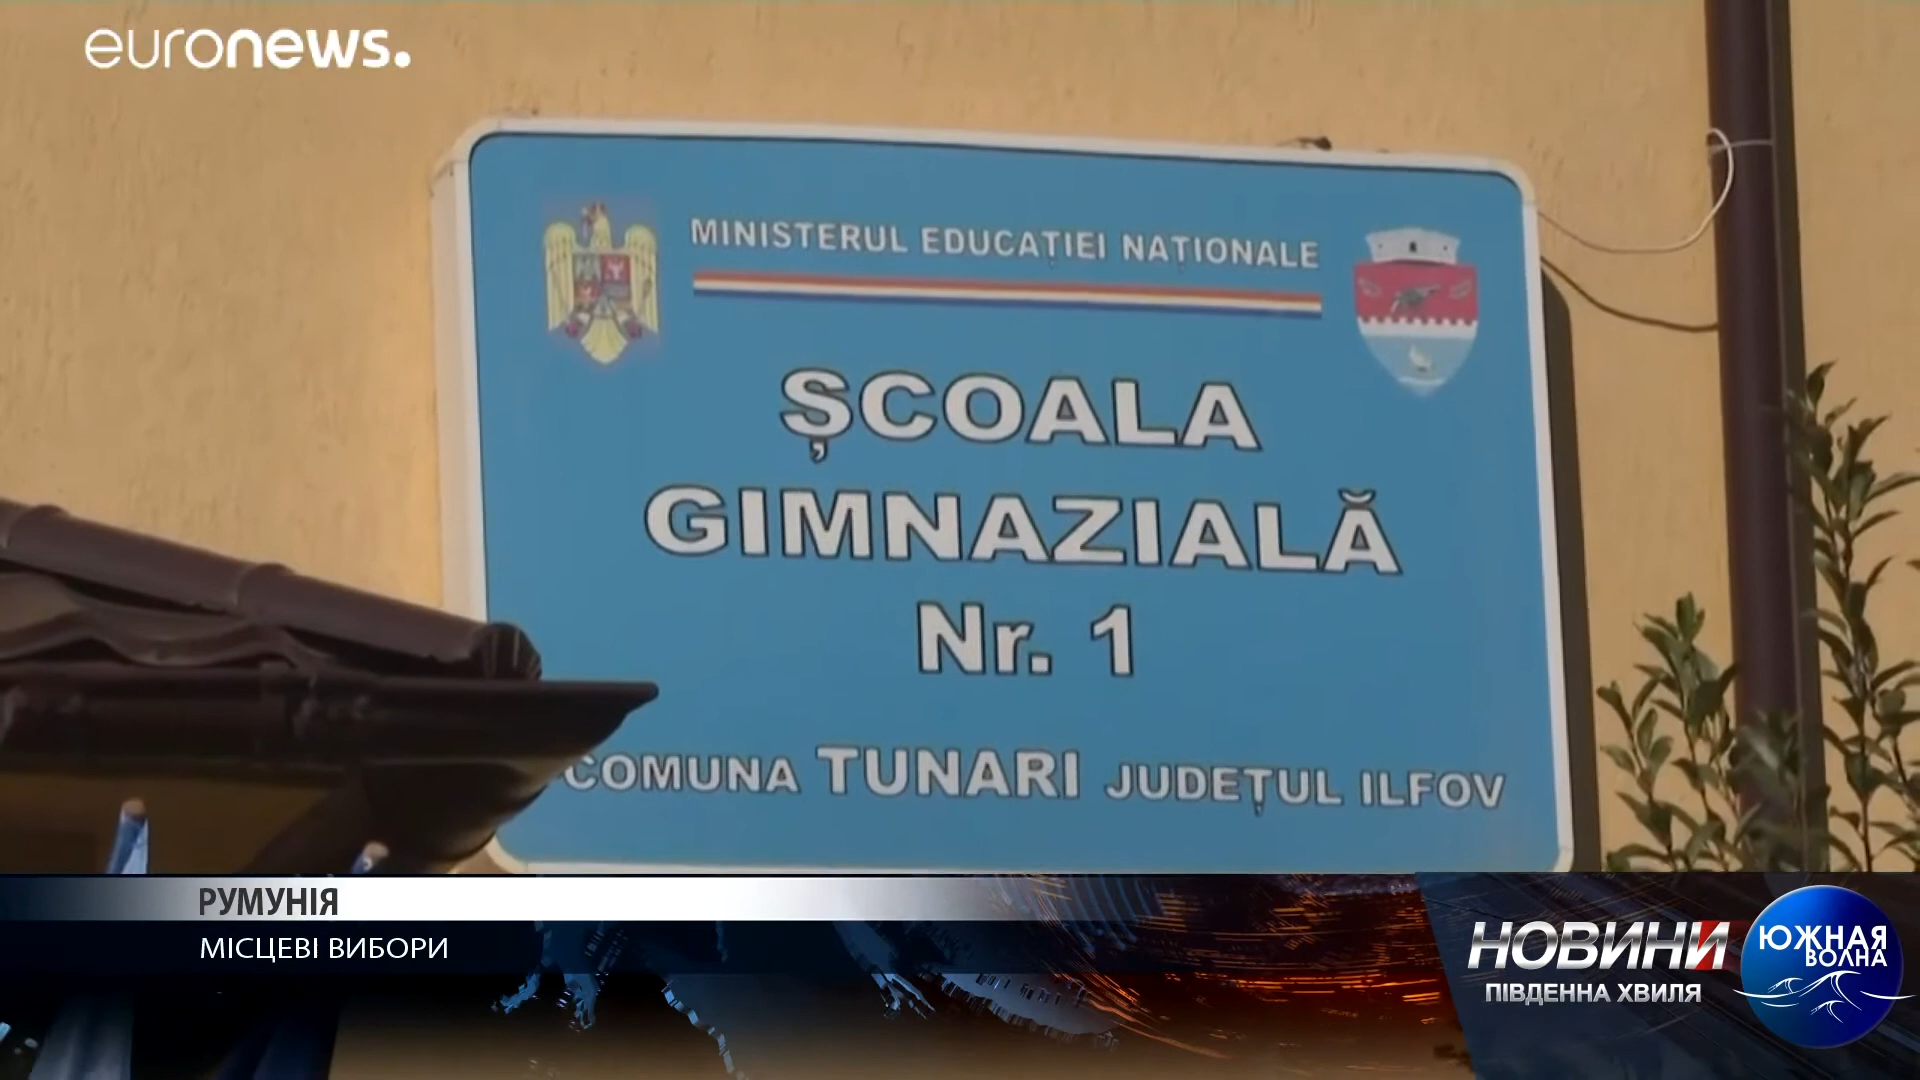 euronews.
MINISTERUL EDUCAȚIEI NAȚIONALE
ȘCOALA
GIMNAZIALĂ
Nr. 1
COMUNA TUNARI JUDEȚUL ILFOV
РУМУНІЯ
МІСЦЕВІ ВИБОРИ
НОВИНИ
ПІВДЕННА ХВИЛЯ
ЮЖНАЯ
ВОЛНА